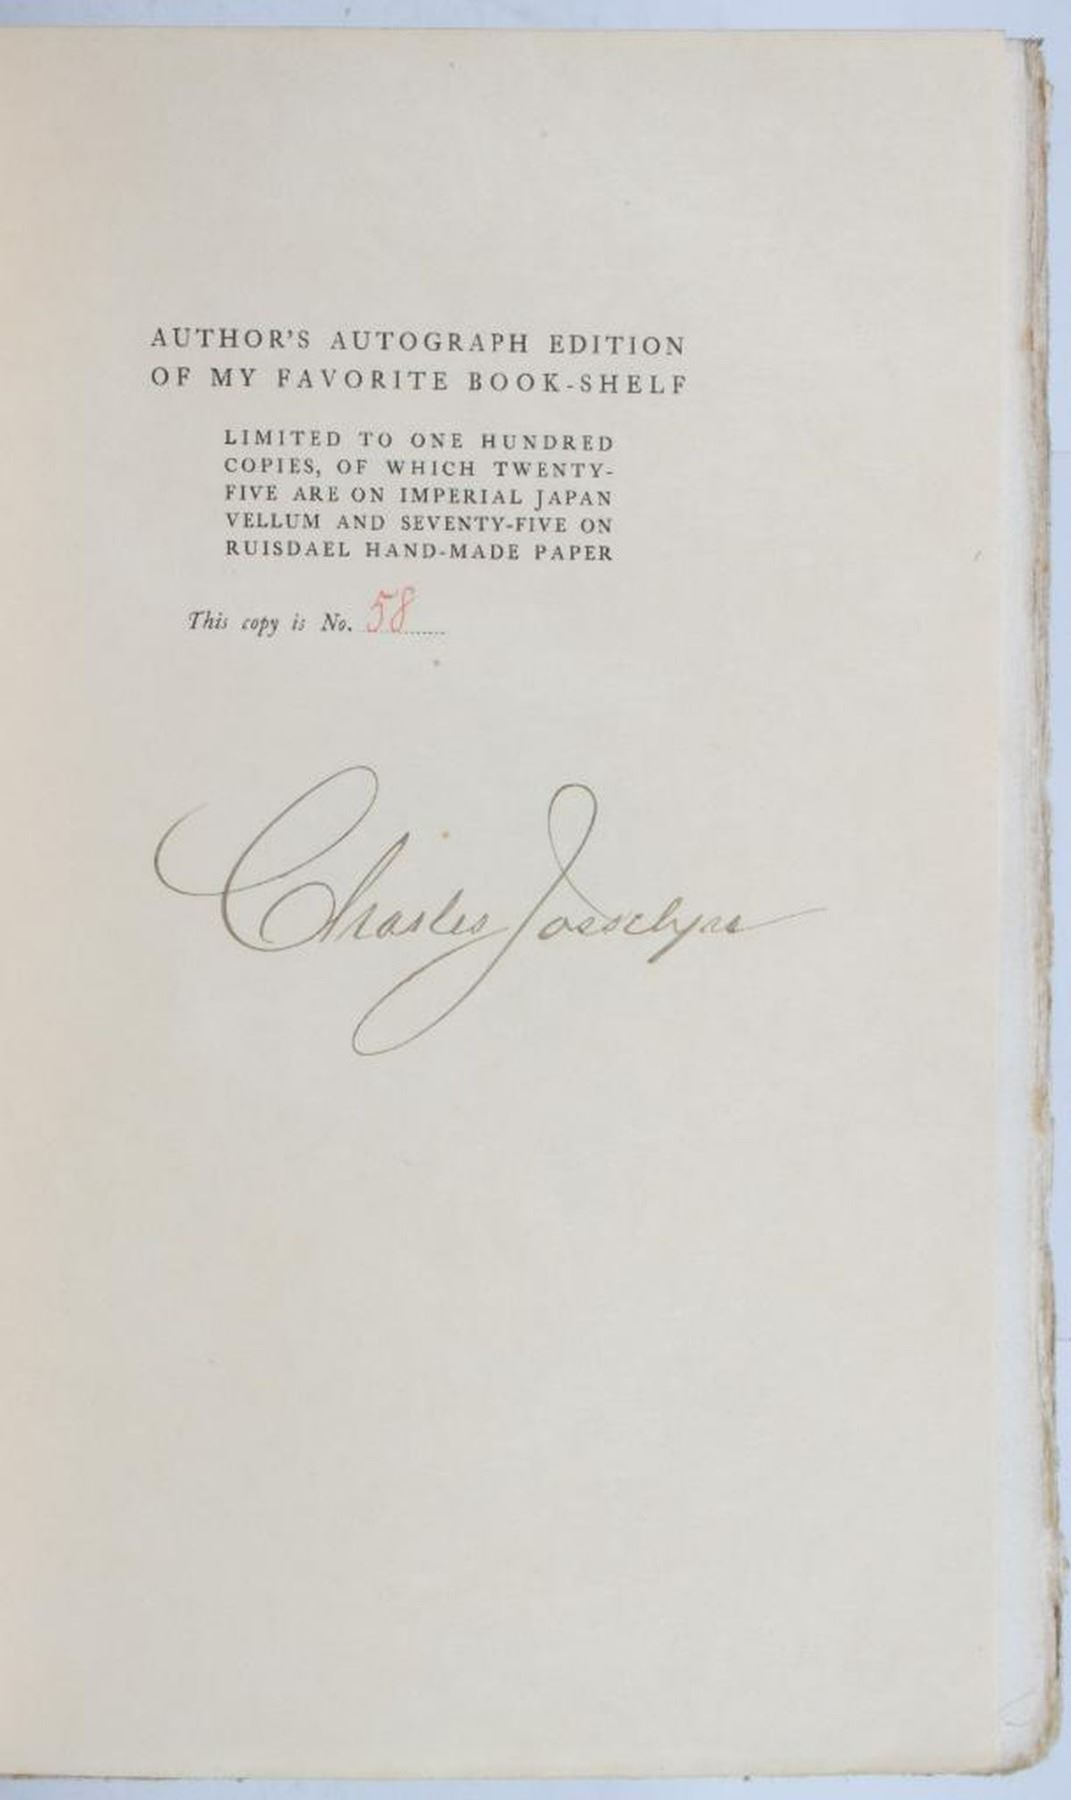 AUTHOR'S AUTOGRAPH EDITION
OF MY FAVORITE BOOK-SHELF
LIMITED TO ONE HUNDRED
COPIES, OF WHICH TWENTY-
FIVE ARE ON IMPERIAL JAPAN
VELLUM AND SEVENTY-FIVE ON
RUISDAEL HAND-MADE PAPER
This copy is No. 58
Charles Josselyn